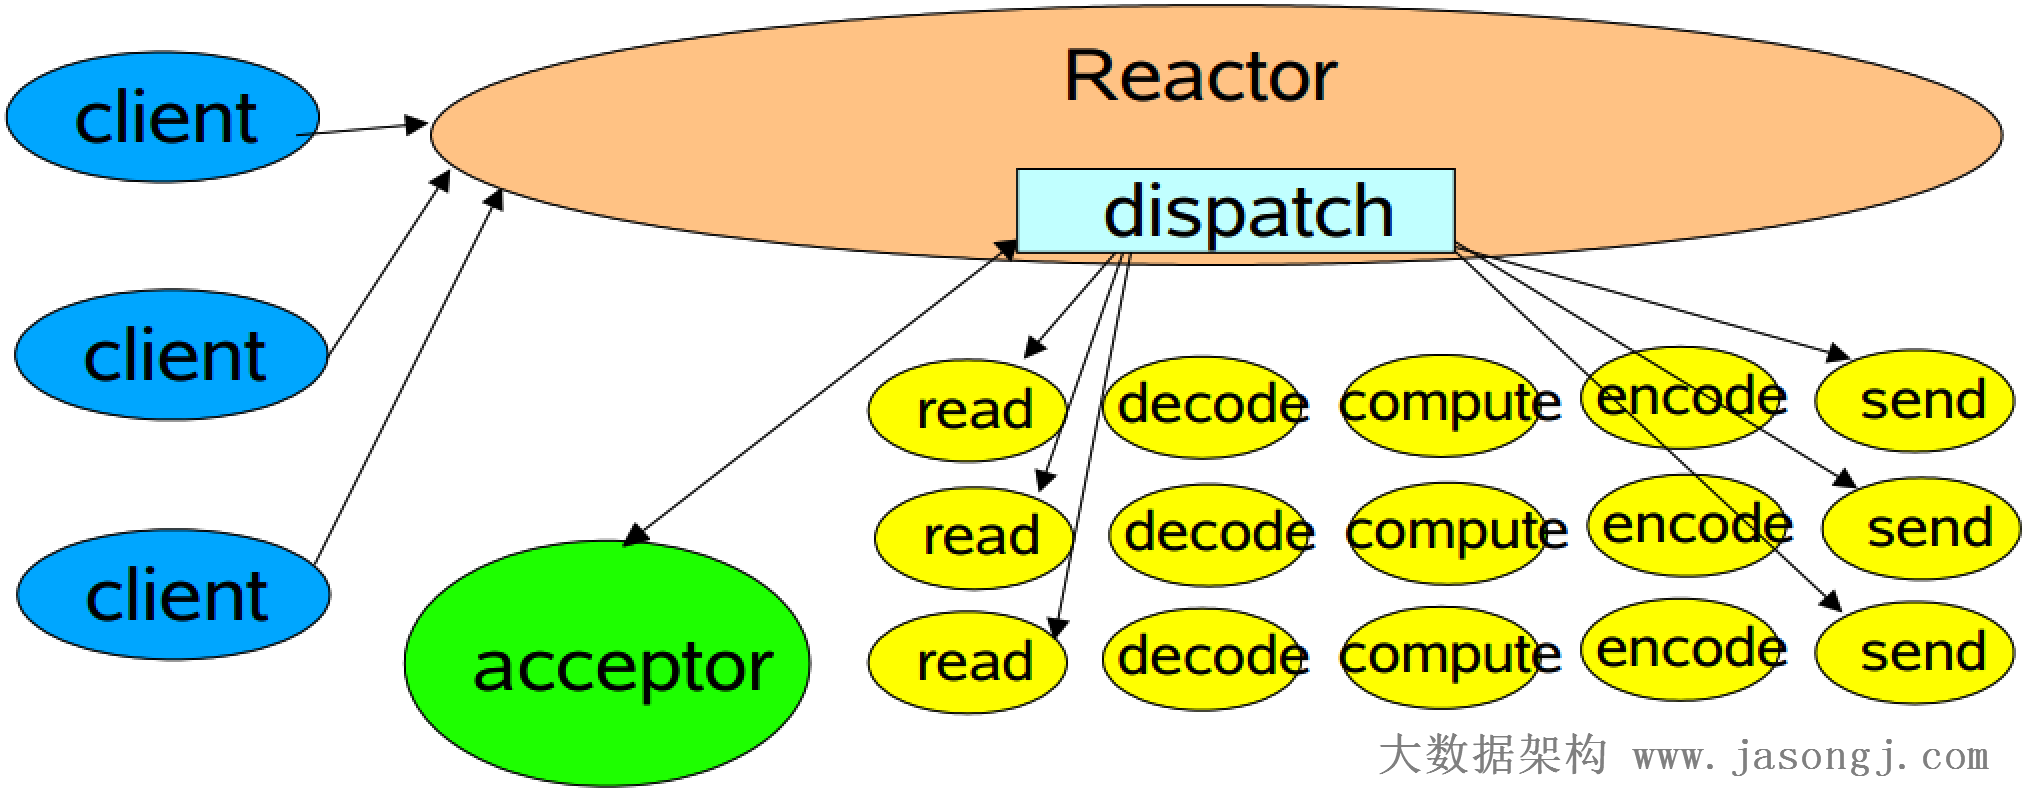 Reactor
client
dispatch
client
read decode compute encode send
read decode compute encode send
client
acceptor
read decode compute encode send
大数据架构 www.jasongj.com